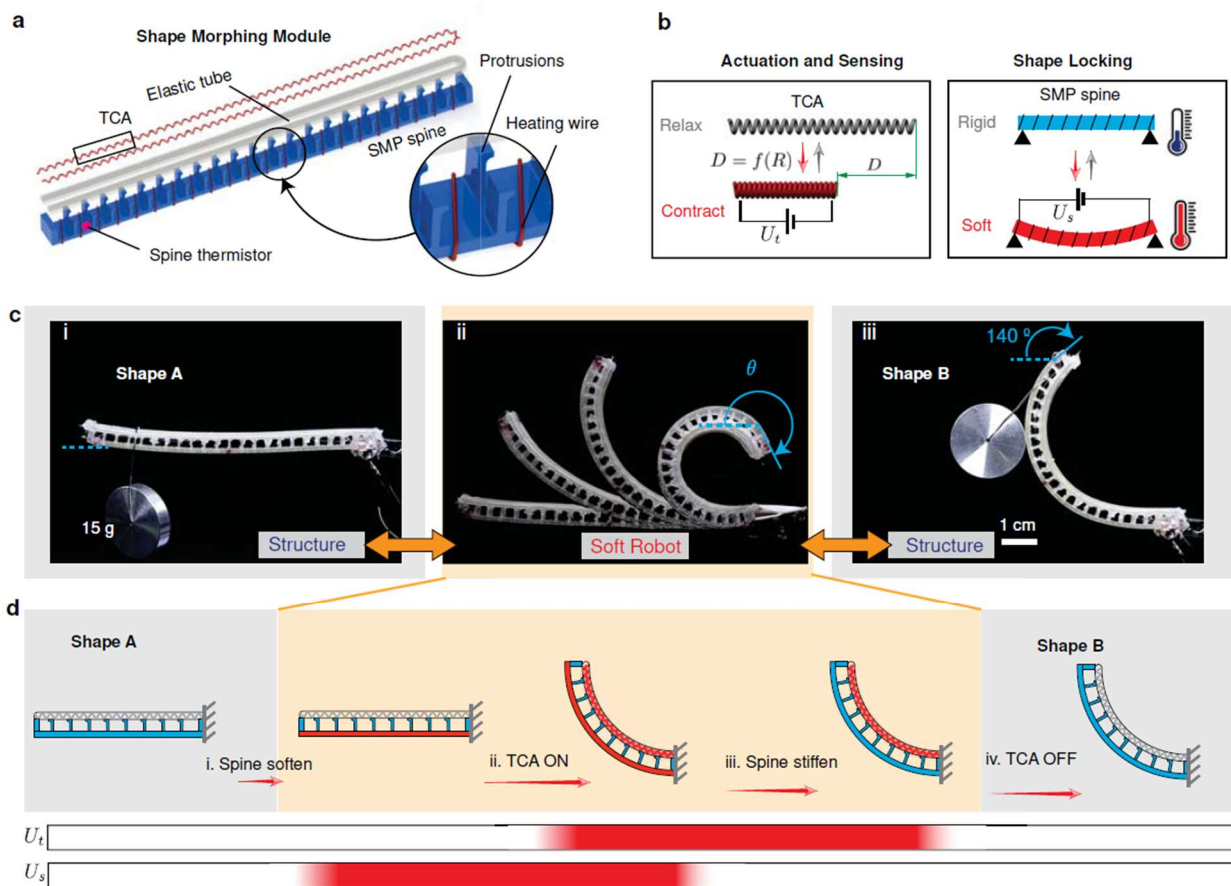 a
Shape Morphing Module
Elastic tube
TCA
Protrusions
Heating wire
SMP spine
Spine thermistor
b
Actuation and Sensing
TCA
Relax
D = f(R)
D
Contract
U_t
Shape Locking
SMP spine
Rigid
U_s
Soft
c
i
Shape A
15 g
Structure
ii
θ
Soft Robot
iii
140 º
Shape B
1 cm
Structure
d
Shape A
Shape B
i. Spine soften
ii. TCA ON
iii. Spine stiffen
iv. TCA OFF
U_t
U_s